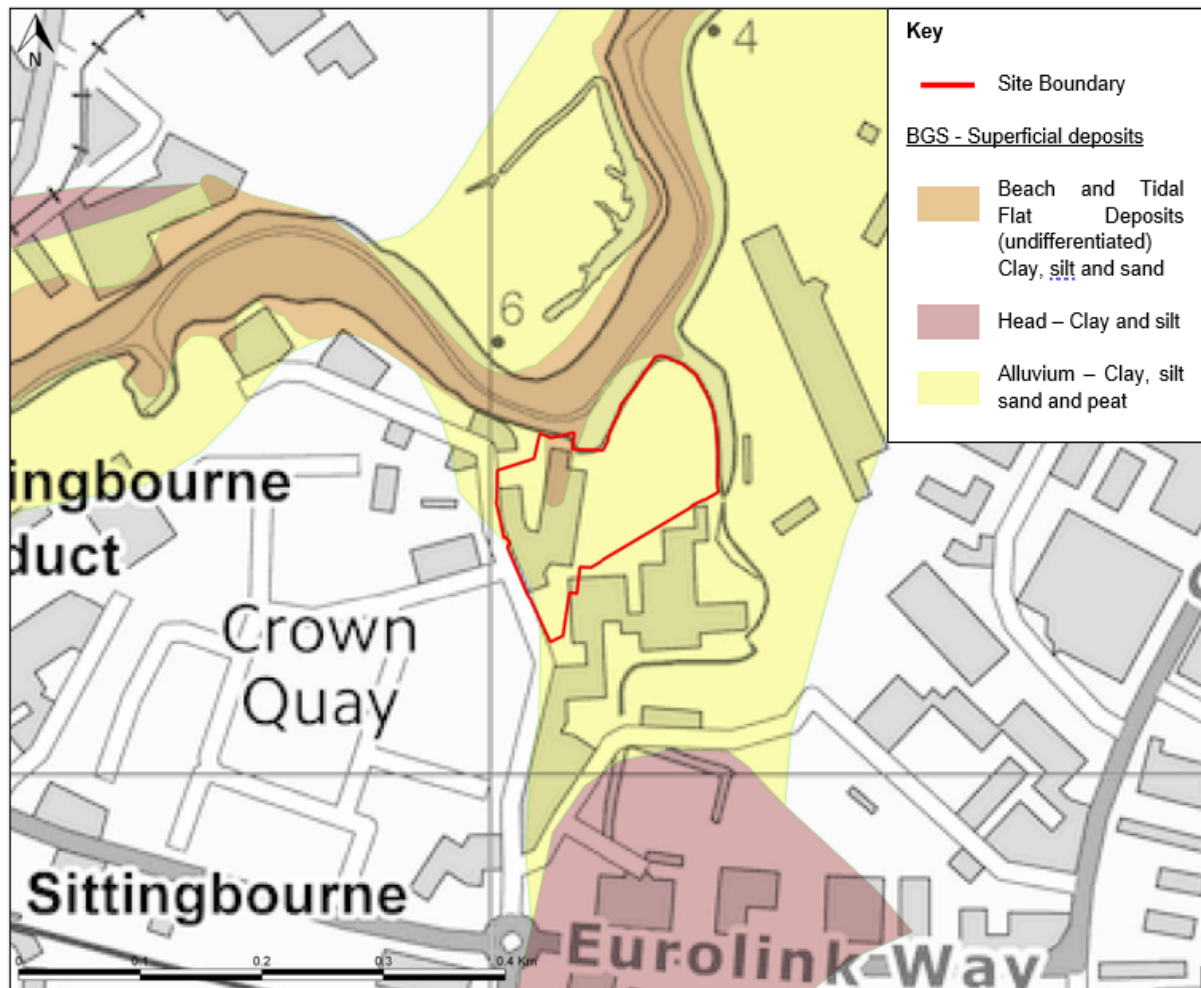 N
4
6
ingbourne
duct
Crown
Quay
Sittingbourne
Eurolink Way
0
0.1
0.2
0.3
0.4 Km
Key
Site Boundary
BGS - Superficial deposits
Beach and Tidal
Flat Deposits
(undifferentiated)
Clay, silt and sand
Head – Clay and silt
Alluvium – Clay, silt
sand and peat